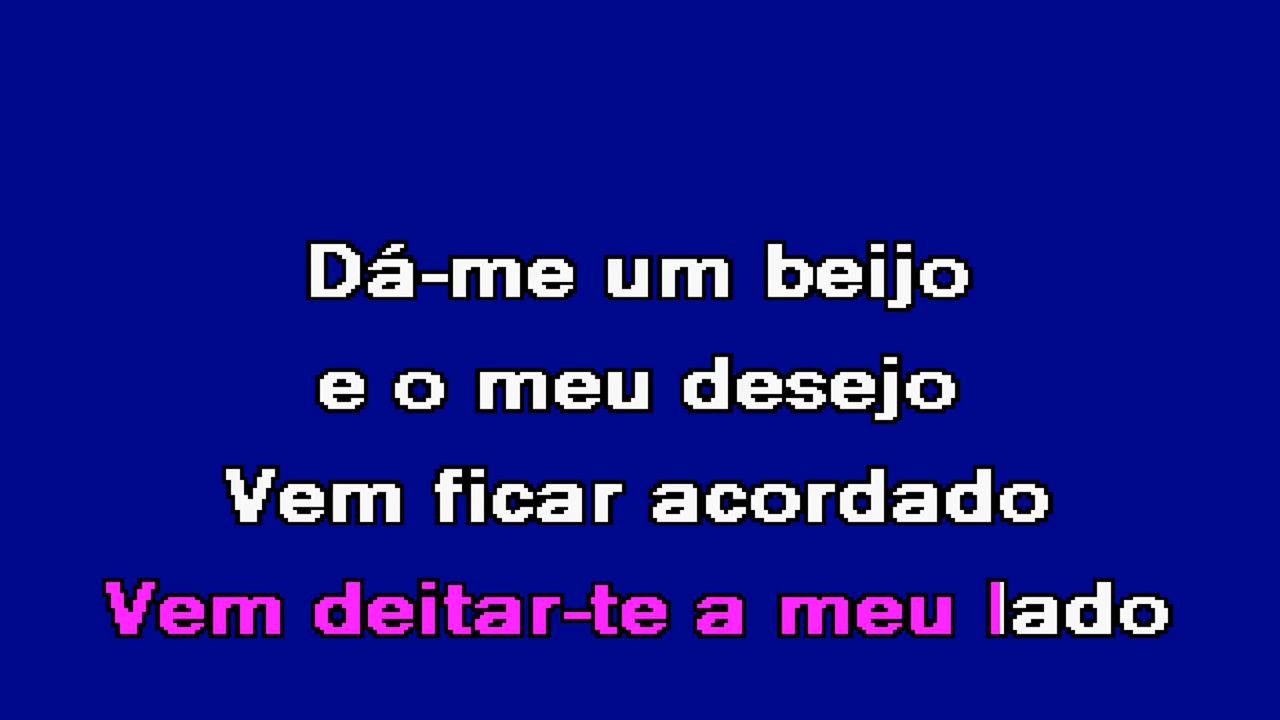 Dá-me um beijo
e o meu desejo
Vem ficar acordado
Vem deitar-te a meu lado